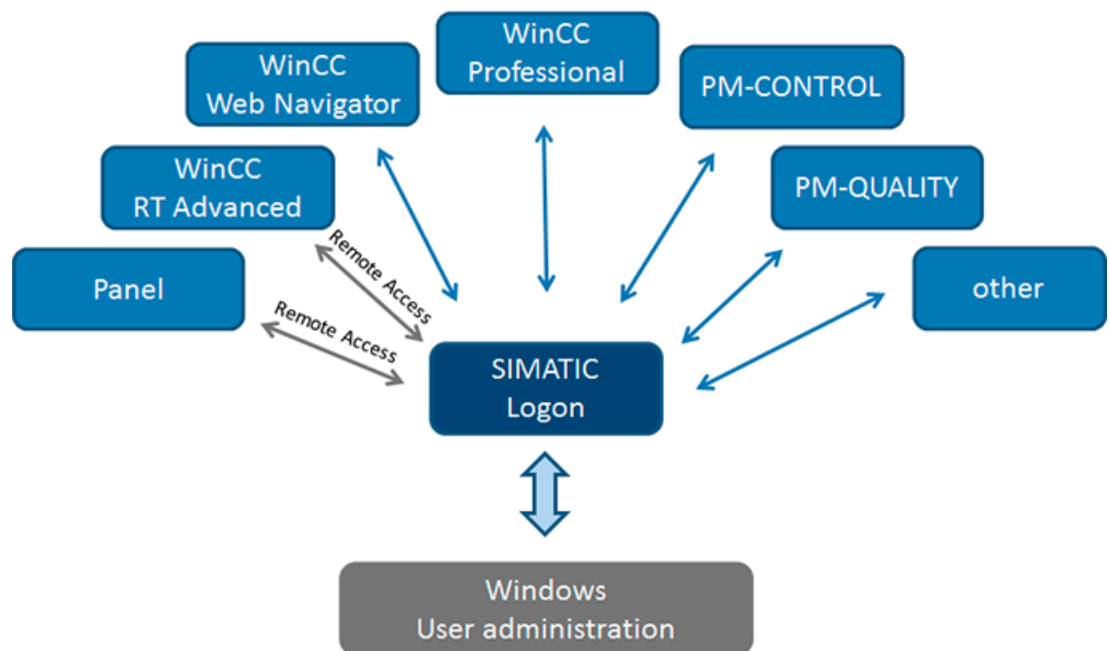 WinCC
Professional
WinCC
Web Navigator
PM-CONTROL
WinCC
RT Advanced
PM-QUALITY
Remote Access
Panel
other
Remote Access
SIMATIC
Logon
Windows
User administration